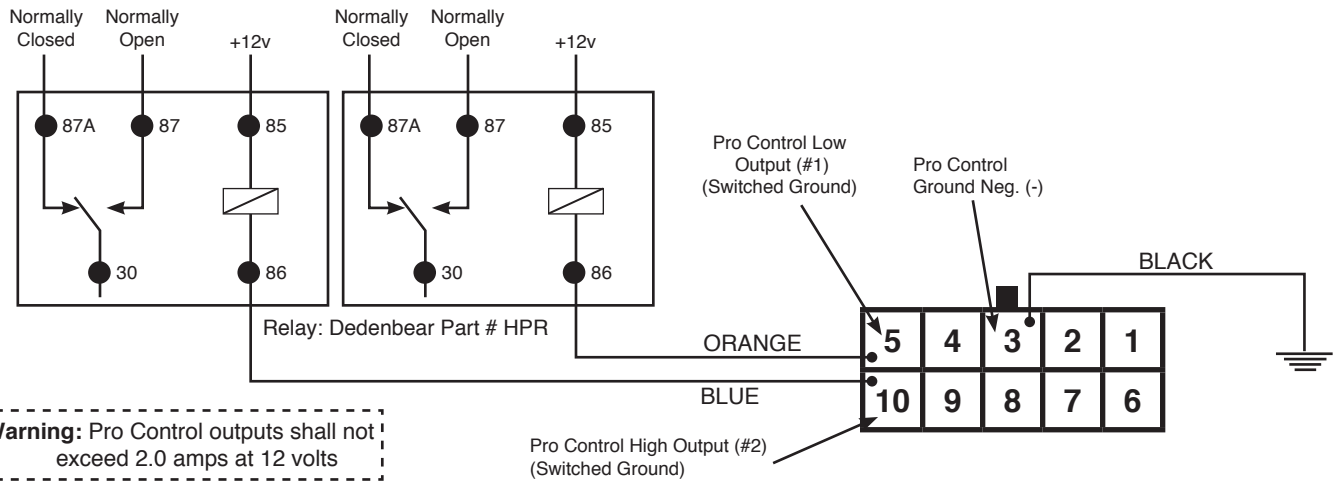 Normally
Closed
Normally
Open
+12v
Normally
Closed
Normally
Open
+12v
87A
87
85
87A
87
85
30
86
30
86
Relay: Dedenbear Part # HPR
Pro Control Low
Output (#1)
(Switched Ground)
Pro Control
Ground Neg. (-)
BLACK
ORANGE
BLUE
5 4 3 2 1
10 9 8 7 6
Pro Control High Output (#2)
(Switched Ground)
Warning: Pro Control outputs shall not
exceed 2.0 amps at 12 volts